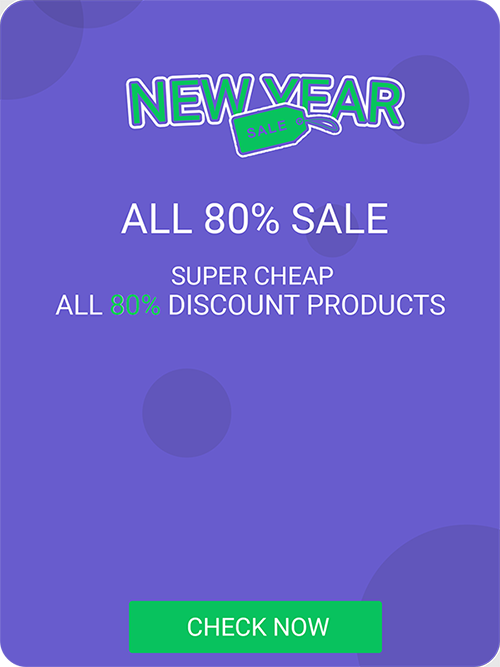 NEW YEAR
SALE
ALL 80% SALE
SUPER CHEAP
ALL 80% DISCOUNT PRODUCTS
CHECK NOW